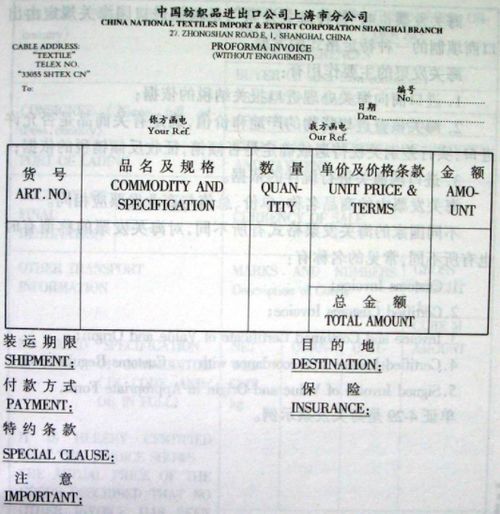 中国纺织品进出口公司上海市分公司
CHINA NATIONAL TEXTILES IMPORT & EXPORT CORPORATION SHANGHAI BRANCH
27. ZHONGSHAN ROAD E, 1, SHANGHAI, CHINA
CABLE ADDRESS: PROFORMA INVOICE
"TEXTILE" (WITHOUT ENGAGEMENT)
TELEX NO.
"33055 SHTEX CN"
To: 编号
No.
日期
Date
你方函电 我方函电
Your Ref. Our Ref.
货号 品名及规格 数量 单价及价格条款 金额
ART.NO. COMMODITY AND QUAN- UNIT PRICE & AMO-
SPECIFICATION TITY TERMS UNT
总金额
TOTAL AMOUNT
装运期限 目的地
SHIPMENT: DESTINATION:
付款方式 保险
PAYMENT: INSURANCE:
特约条款
SPECIAL CLAUSE:
注意
IMPORTANT: